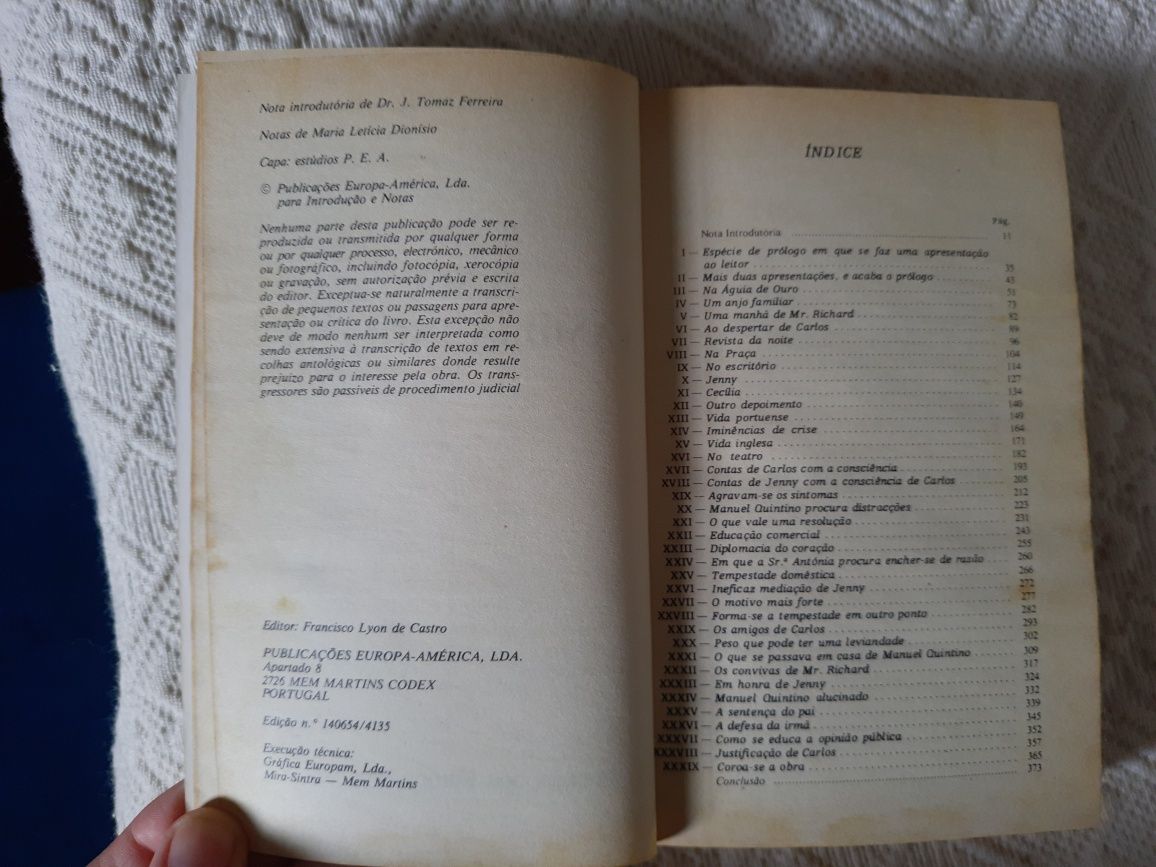 Nota introdutória de Dr. J. Tomaz Ferreira
Notas de Maria Letícia Dionísio
Capa: estúdios P. E. A.
© Publicações Europa-América, Lda.
para Introdução e Notas
Nenhuma parte desta publicação pode ser re-
produzida ou transmitida por qualquer forma
ou por qualquer processo, electrónico, mecânico
ou fotográfico, incluindo fotocópia, xerocópia
ou gravação, sem autorização prévia e escrita
do editor. Exceptua-se naturalmente a transcri-
ção de pequenos textos ou passagens para apre-
sentação ou crítica do livro. Esta excepção não
deve de modo nenhum ser interpretada como
sendo extensiva à transcrição de textos em re-
colhas antológicas ou similares donde resulte
prejuízo para o interesse pela obra. Os trans-
gressores são passíveis de procedimento judicial
Editor: Francisco Lyon de Castro
PUBLICAÇÕES EUROPA-AMÉRICA, LDA.
Apartado 8
2726 MEM MARTINS CODEX
PORTUGAL
Edição n.º 140654/4135
Execução técnica:
Gráfica Europam, Lda.,
Mira-Sintra — Mem Martins
ÍNDICE
Pág.
Nota Introdutória 11
I — Espécie de prólogo em que se faz uma apresentação
ao leitor 35
II — Mais duas apresentações, e acaba o prólogo 43
III — Na Águia de Ouro
IV — Um anjo familiar 73
V — Uma manhã de Mr. Richard 82
VI — Ao despertar de Carlos 89
VII — Revista da noite 96
VIII — Na Praça 104
IX — No escritório 114
X — Jenny 127
XI — Cecília 134
XII — Outro depoimento 140
XIII — Vida portuense 149
XIV — Iminências de crise 164
XV — Vida inglesa 171
XVI — No teatro 182
XVII — Contas de Carlos com a consciência 193
XVIII — Contas de Jenny com a consciência de Carlos 205
XIX — Agravam-se os sintomas 212
XX — Manuel Quintino procura distracções 223
XXI — O que vale uma resolução 231
XXII — Educação comercial 243
XXIII — Diplomacia do coração 255
XXIV — Em que a Sr.ª Antónia procura encher-se de razão 260
XXV — Tempestade doméstica 266
XXVI — Ineficaz mediação de Jenny 272
XXVII — O motivo mais forte 277
XXVIII — Forma-se a tempestade em outro ponto 282
XXIX — Os amigos de Carlos 293
XXX — Peso que pode ter uma leviandade 302
XXXI — O que se passava em casa de Manuel Quintino 309
XXXII — Os convivas de Mr. Richard 317
XXXIII — Em honra de Jenny 324
XXXIV — Manuel Quintino alucinado 332
XXXV — A sentença do pai 339
XXXVI — A defesa da irmã 345
XXXVII — Como se educa a opinião pública 352
XXXVIII — Justificação de Carlos 357
XXXIX — Coroa-se a obra 365
Conclusão 373